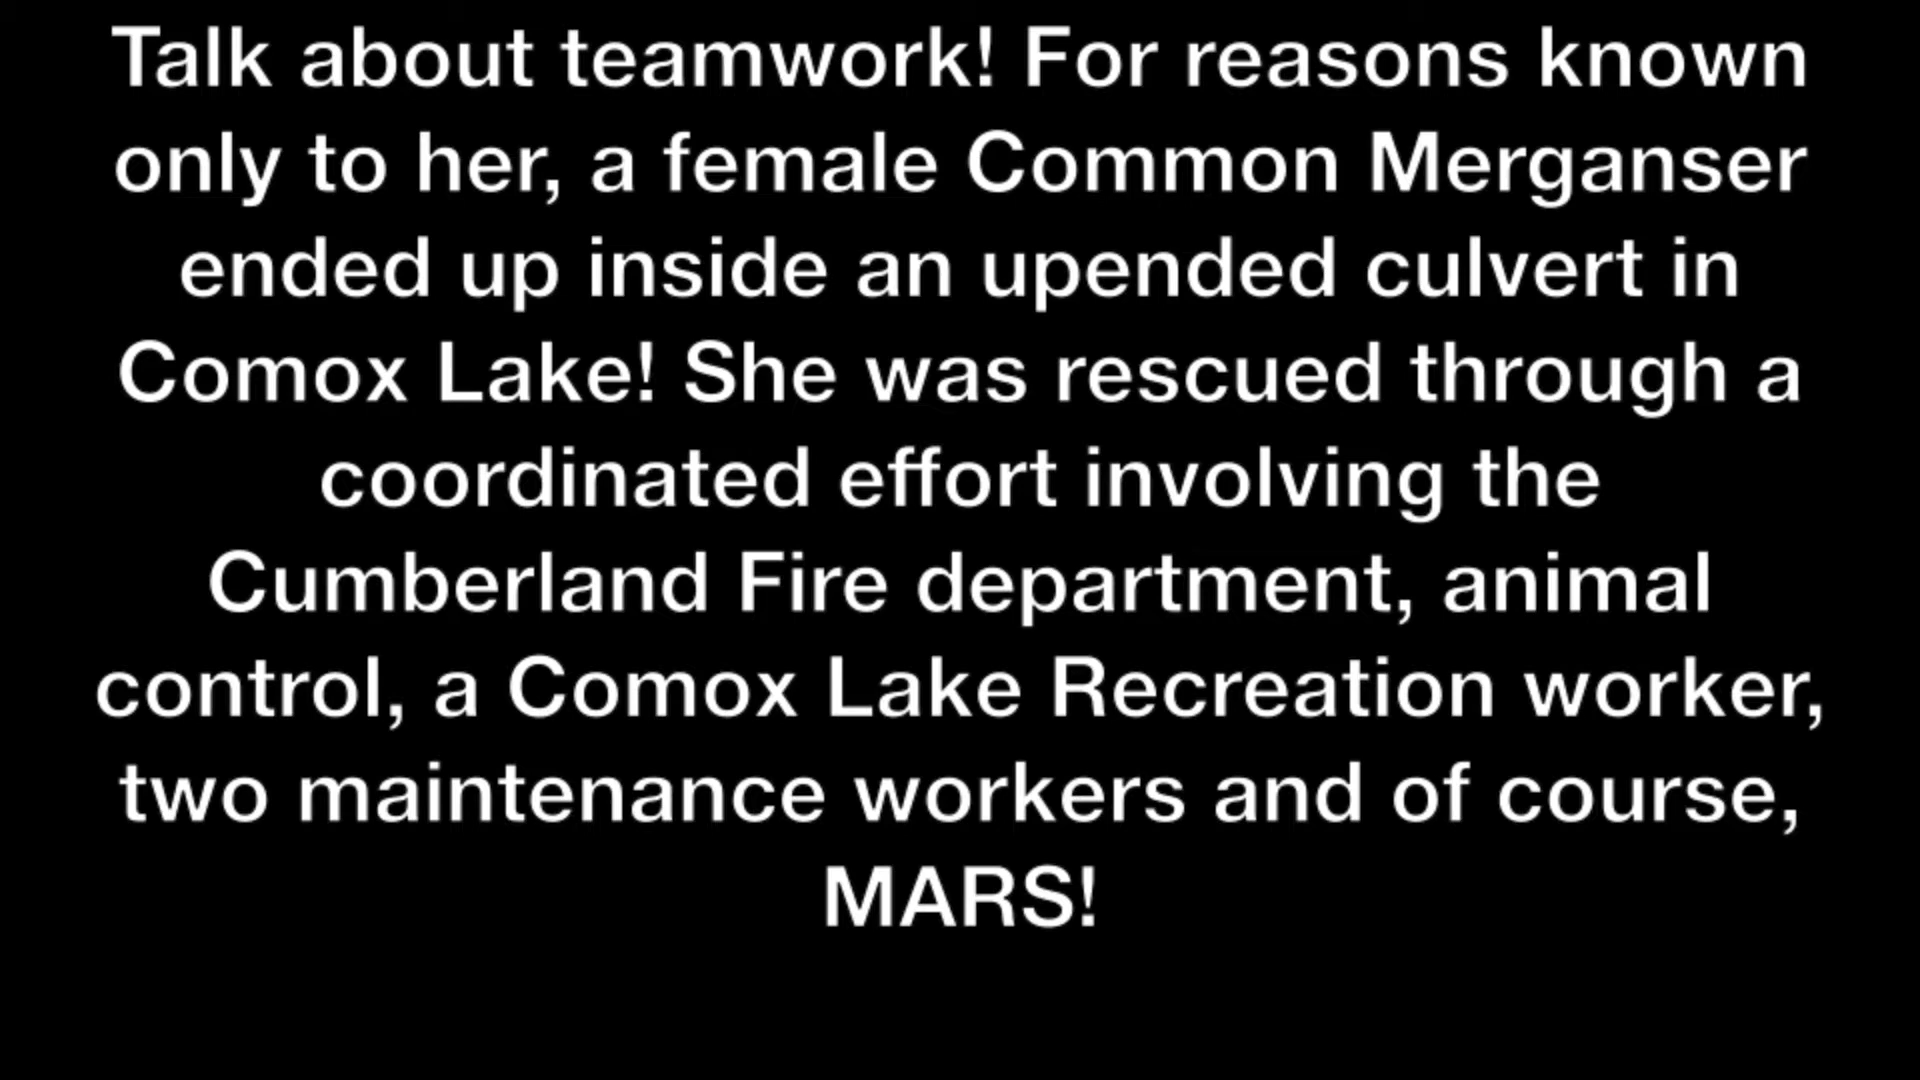 Talk about teamwork! For reasons known
only to her, a female Common Merganser
ended up inside an upended culvert in
Comox Lake! She was rescued through a
coordinated effort involving the
Cumberland Fire department, animal
control, a Comox Lake Recreation worker,
two maintenance workers and of course,
MARS!